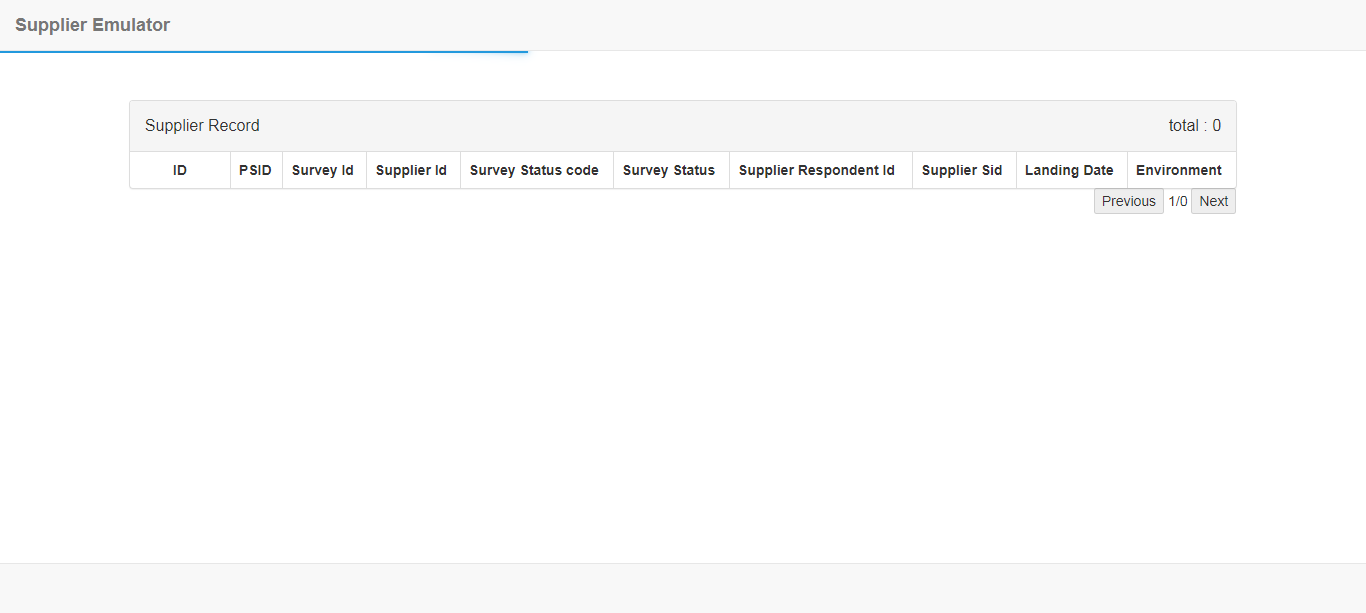 Supplier Emulator
Supplier Record total : 0
ID PSID Survey Id Supplier Id Survey Status code Survey Status Supplier Respondent Id Supplier Sid Landing Date Environment
Previous 1/0 Next